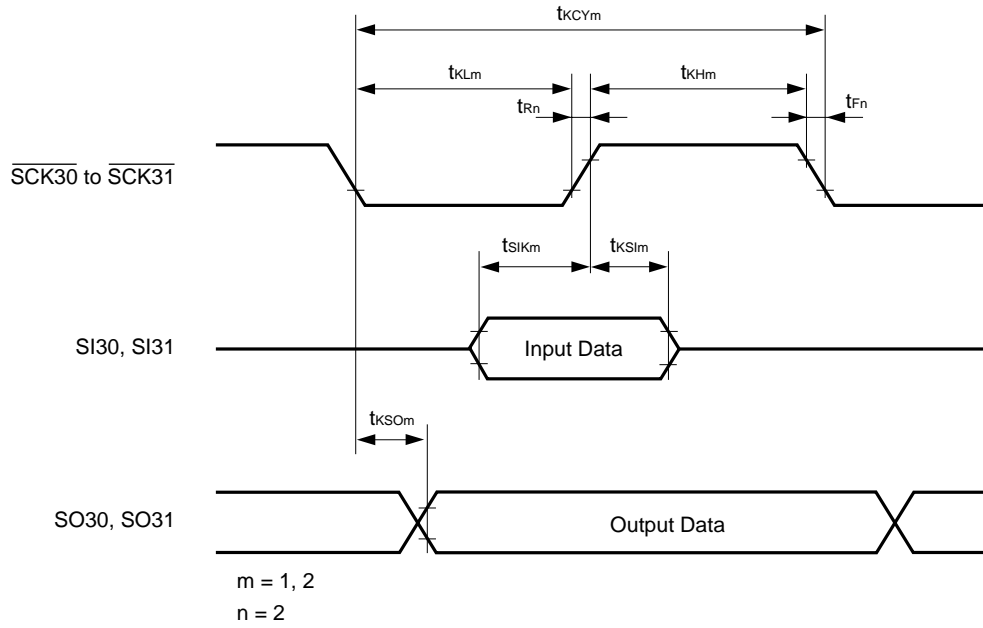 tKCYm
tKLm
tKHm
tRn
tFn
SCK30 to SCK31
tSIKm
tKSIm
SI30, SI31
Input Data
tKSOm
SO30, SO31
Output Data
m = 1, 2
n = 2